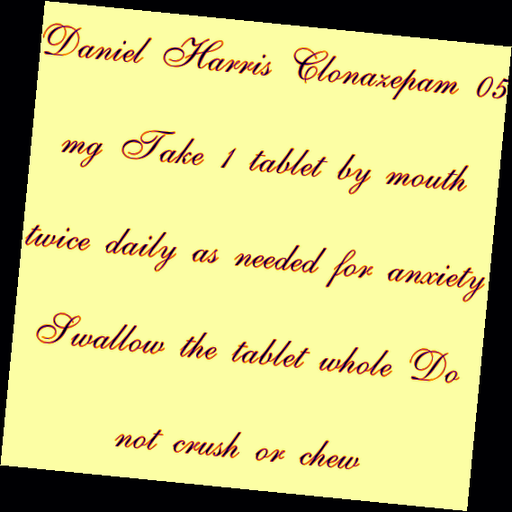 Daniel Harris Clonazepam 05
mg Take 1 tablet by mouth
twice daily as needed for anxiety
Swallow the tablet whole Do
not crush or chew